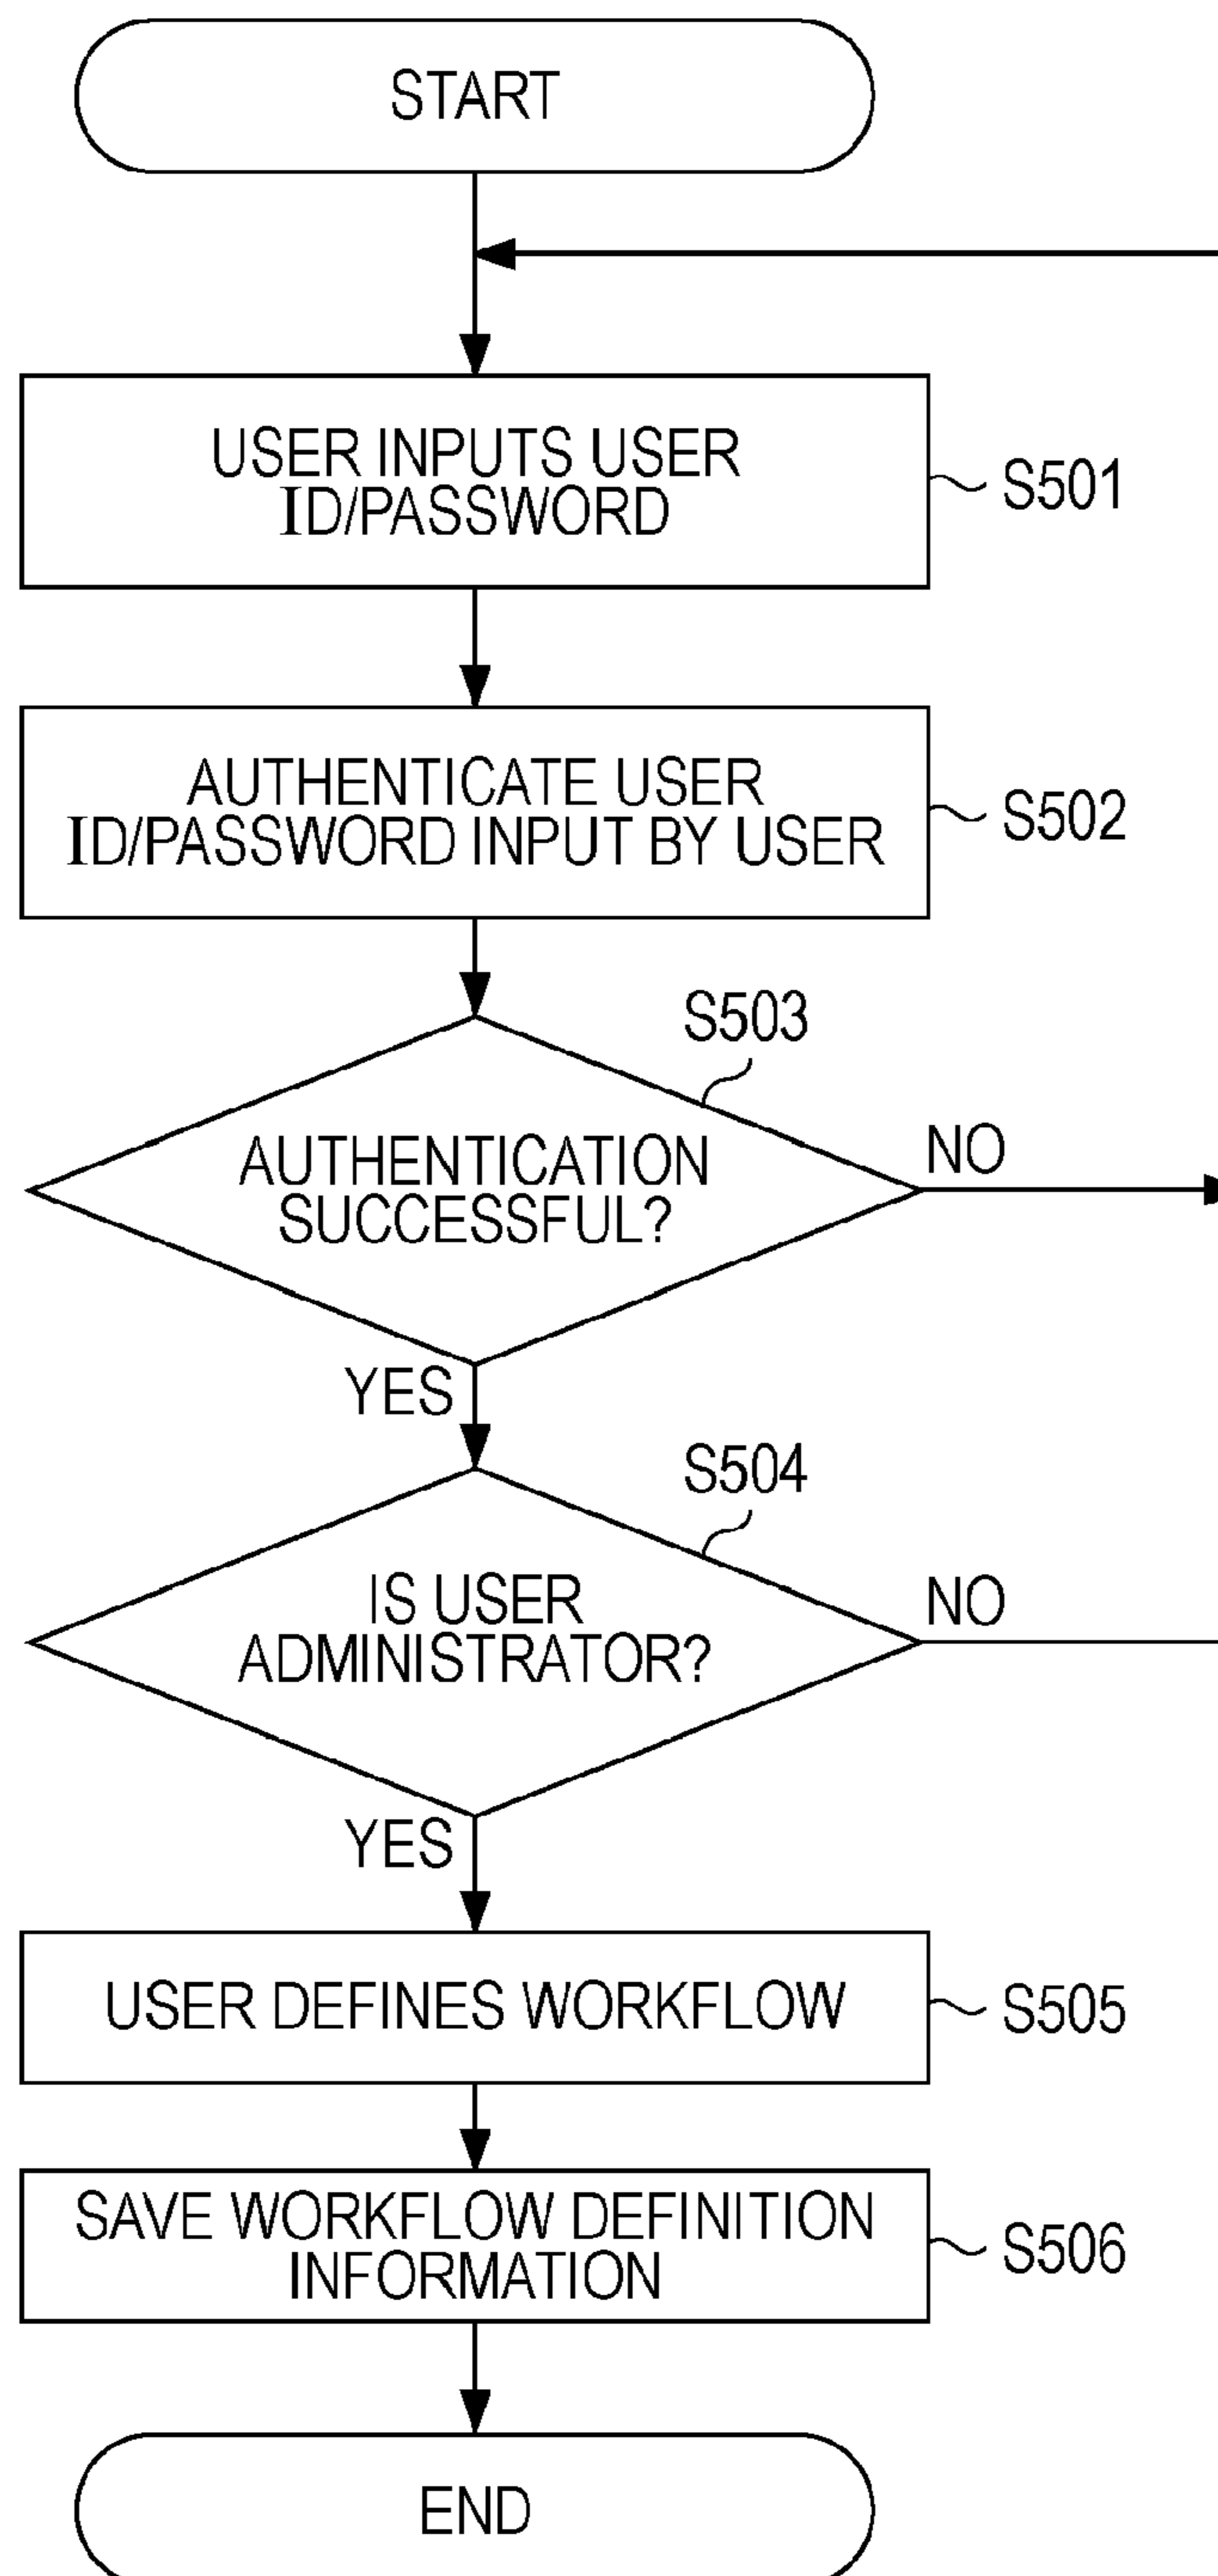 START
USER INPUTS USER
ID/PASSWORD
S501
AUTHENTICATE USER
ID/PASSWORD INPUT BY USER
S502
S503
AUTHENTICATION
SUCCESSFUL?
NO
YES
S504
IS USER
ADMINISTRATOR?
NO
YES
USER DEFINES WORKFLOW
S505
SAVE WORKFLOW DEFINITION
INFORMATION
S506
END